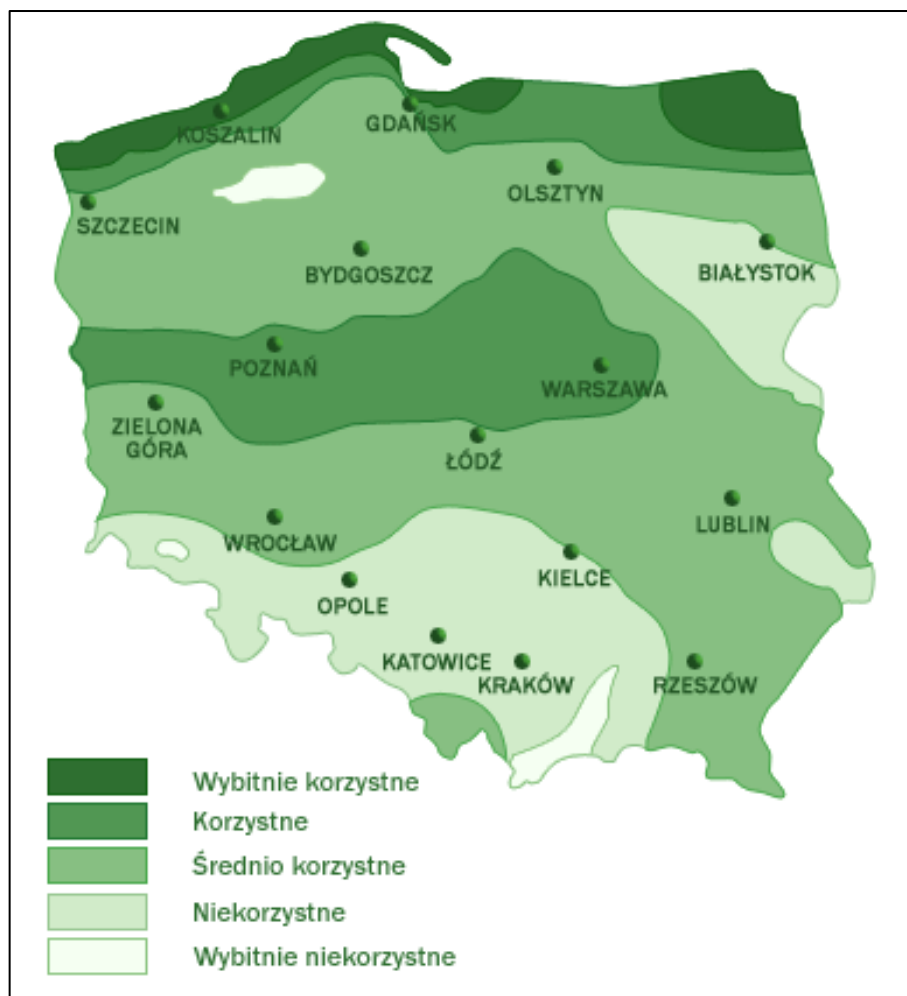 KOSZALIN
GDAŃSK
OLSZTYN
SZCZECIN
BIAŁYSTOK
BYDGOSZCZ
POZNAŃ
WARSZAWA
ZIELONA
GÓRA
ŁÓDŹ
LUBLIN
WROCŁAW
KIELCE
OPOLE
KATOWICE
KRAKÓW
RZESZÓW
Wybitnie korzystne
Korzystne
Średnio korzystne
Niekorzystne
Wybitnie niekorzystne